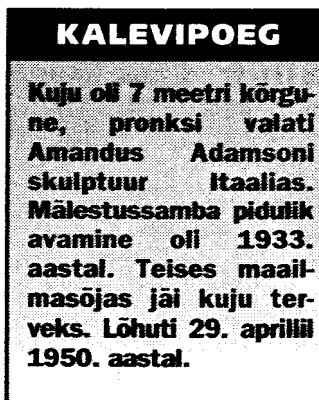 KALEVIPOEG
Kuju oli 7 meetri kõrgu-
ne, pronksi valati
Amandus Adamsoni
skulptuur Itaalias.
Mälestussamba pidulik
avamine oli 1933.
aastal. Teises maail-
masõjas jäi kuju ter-
veks. Lõhuti 29. aprillil
1950. aastal.